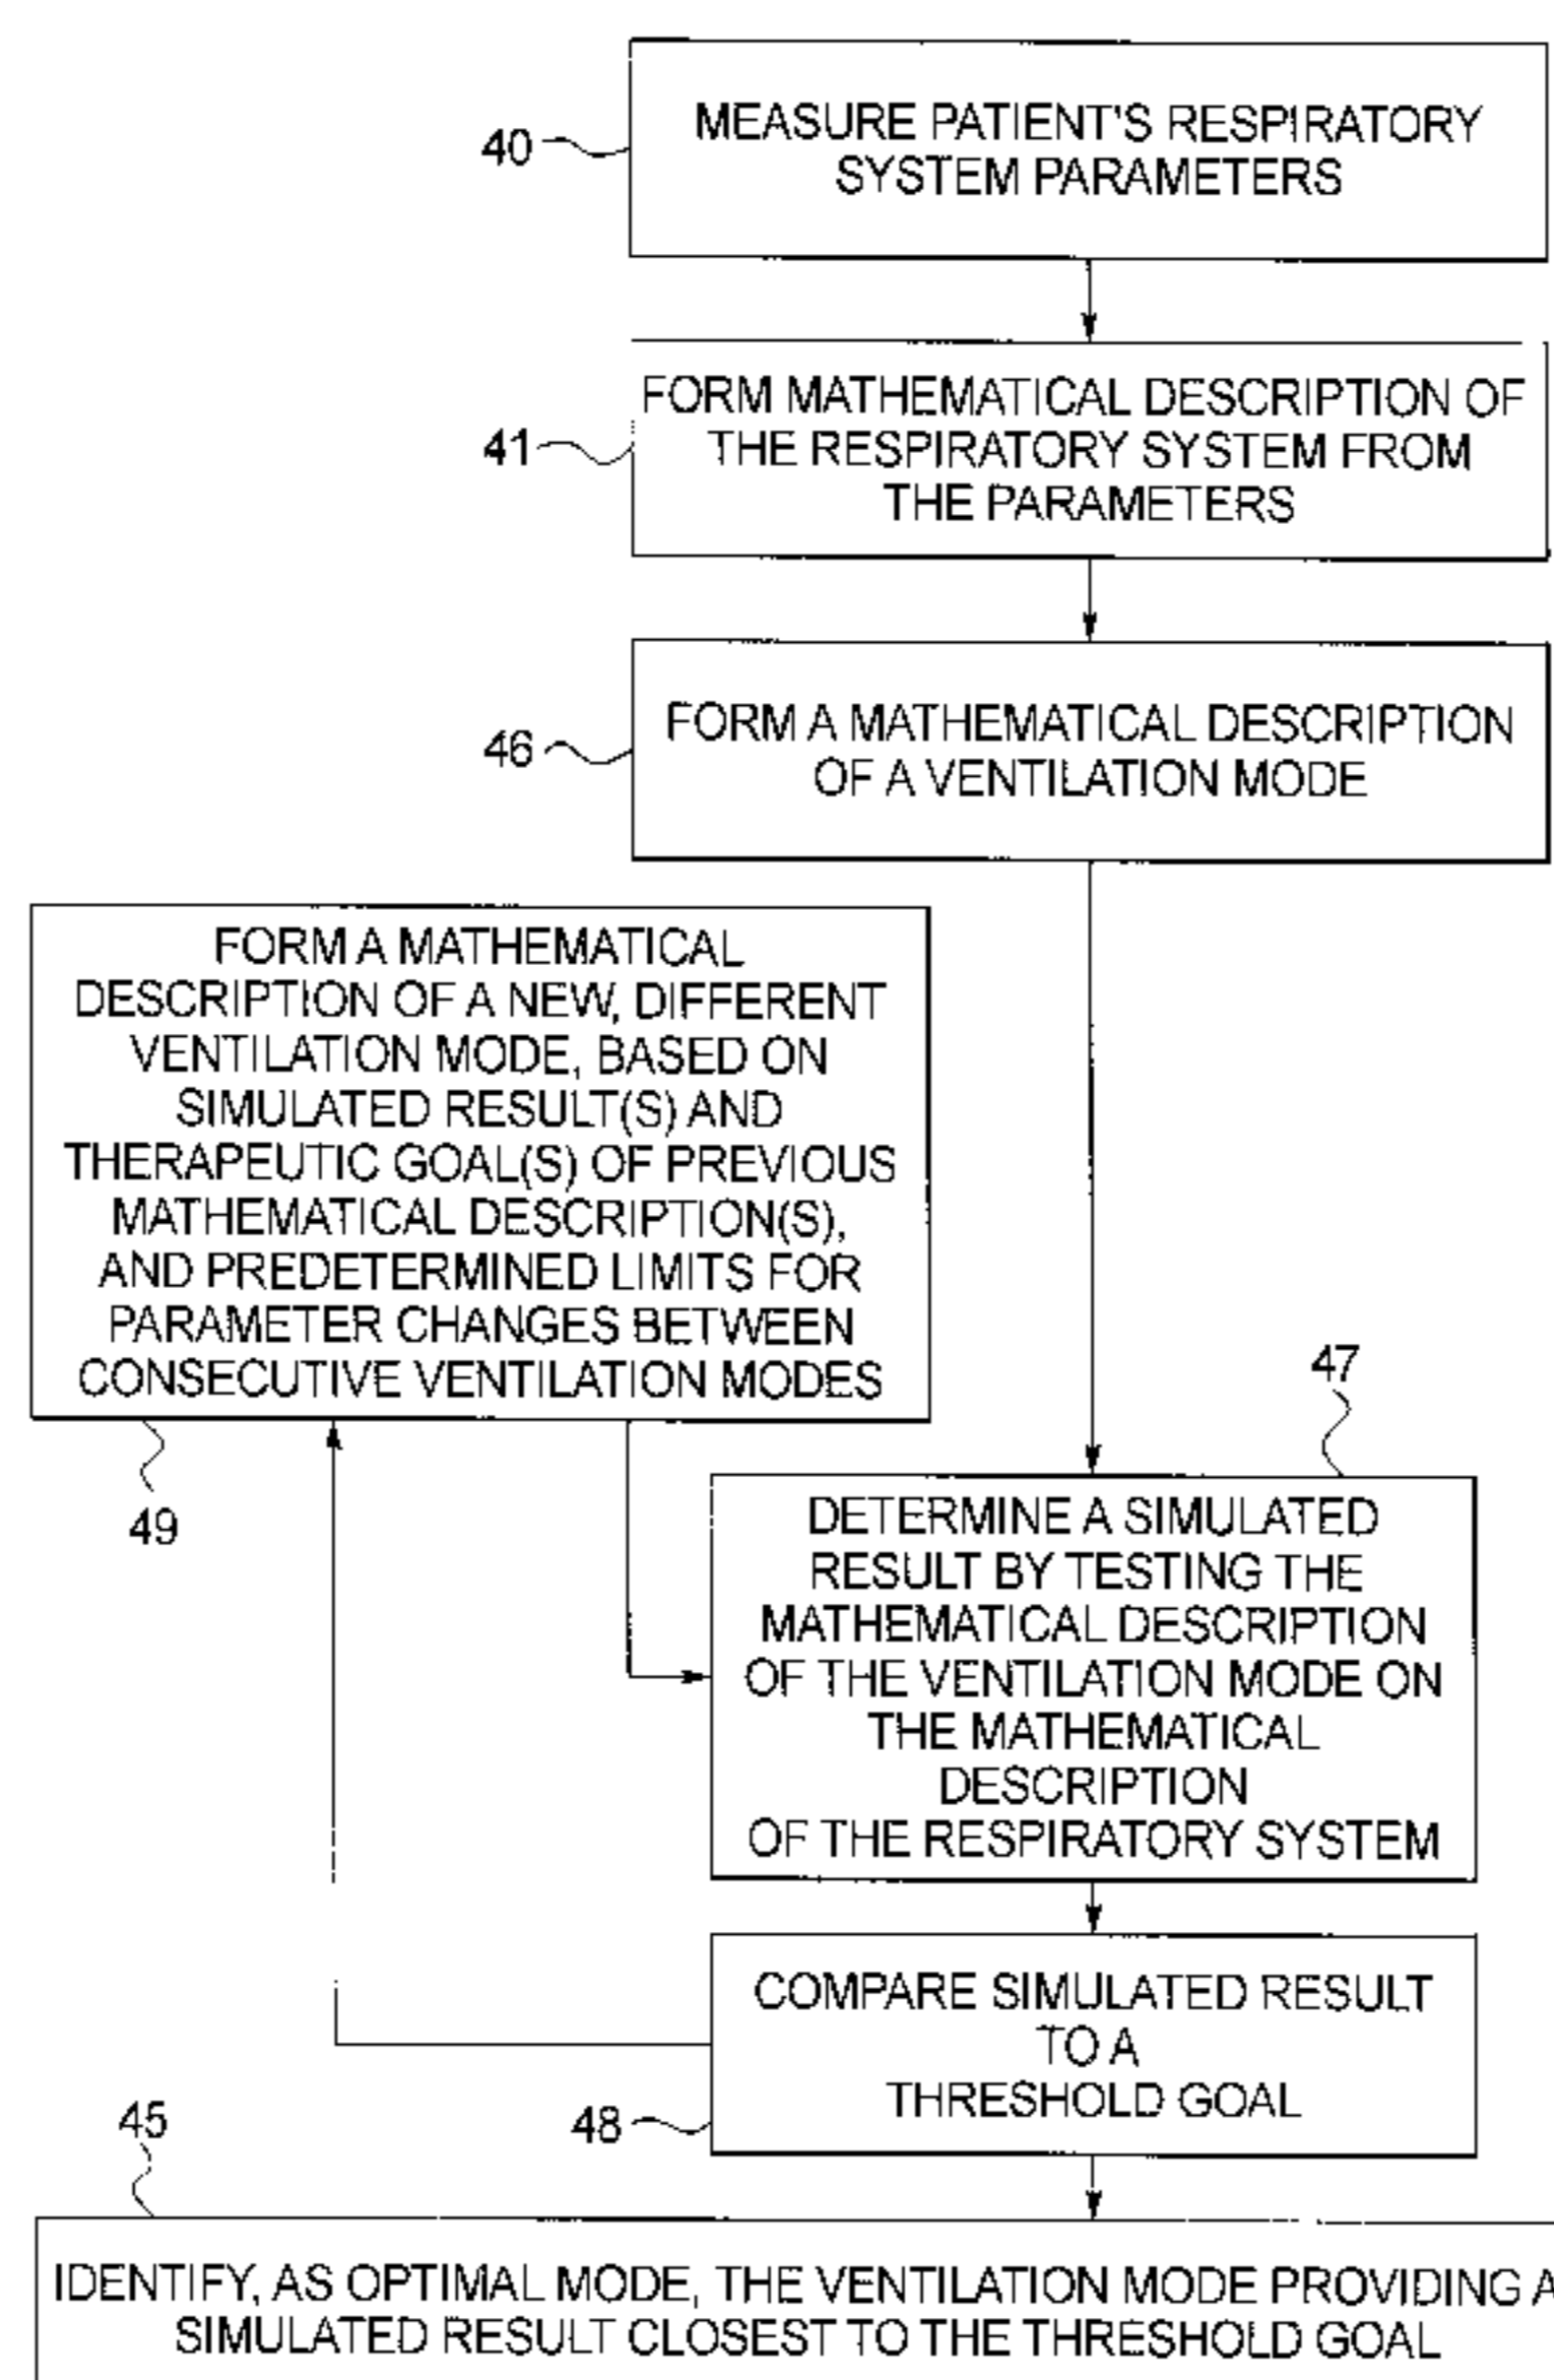 40
MEASURE PATIENT'S RESPIRATORY
SYSTEM PARAMETERS
41
FORM MATHEMATICAL DESCRIPTION OF
THE RESPIRATORY SYSTEM FROM
THE PARAMETERS
46
FORM A MATHEMATICAL DESCRIPTION
OF A VENTILATION MODE
FORM A MATHEMATICAL
DESCRIPTION OF A NEW, DIFFERENT
VENTILATION MODE, BASED ON
SIMULATED RESULT(S) AND
THERAPEUTIC GOAL(S) OF PREVIOUS
MATHEMATICAL DESCRIPTION(S),
AND PREDETERMINED LIMITS FOR
PARAMETER CHANGES BETWEEN
CONSECUTIVE VENTILATION MODES
49
47
DETERMINE A SIMULATED
RESULT BY TESTING THE
MATHEMATICAL DESCRIPTION
OF THE VENTILATION MODE ON
THE MATHEMATICAL
DESCRIPTION
OF THE RESPIRATORY SYSTEM
48
COMPARE SIMULATED RESULT
TO A
THRESHOLD GOAL
45
IDENTIFY, AS OPTIMAL MODE, THE VENTILATION MODE PROVIDING A
SIMULATED RESULT CLOSEST TO THE THRESHOLD GOAL